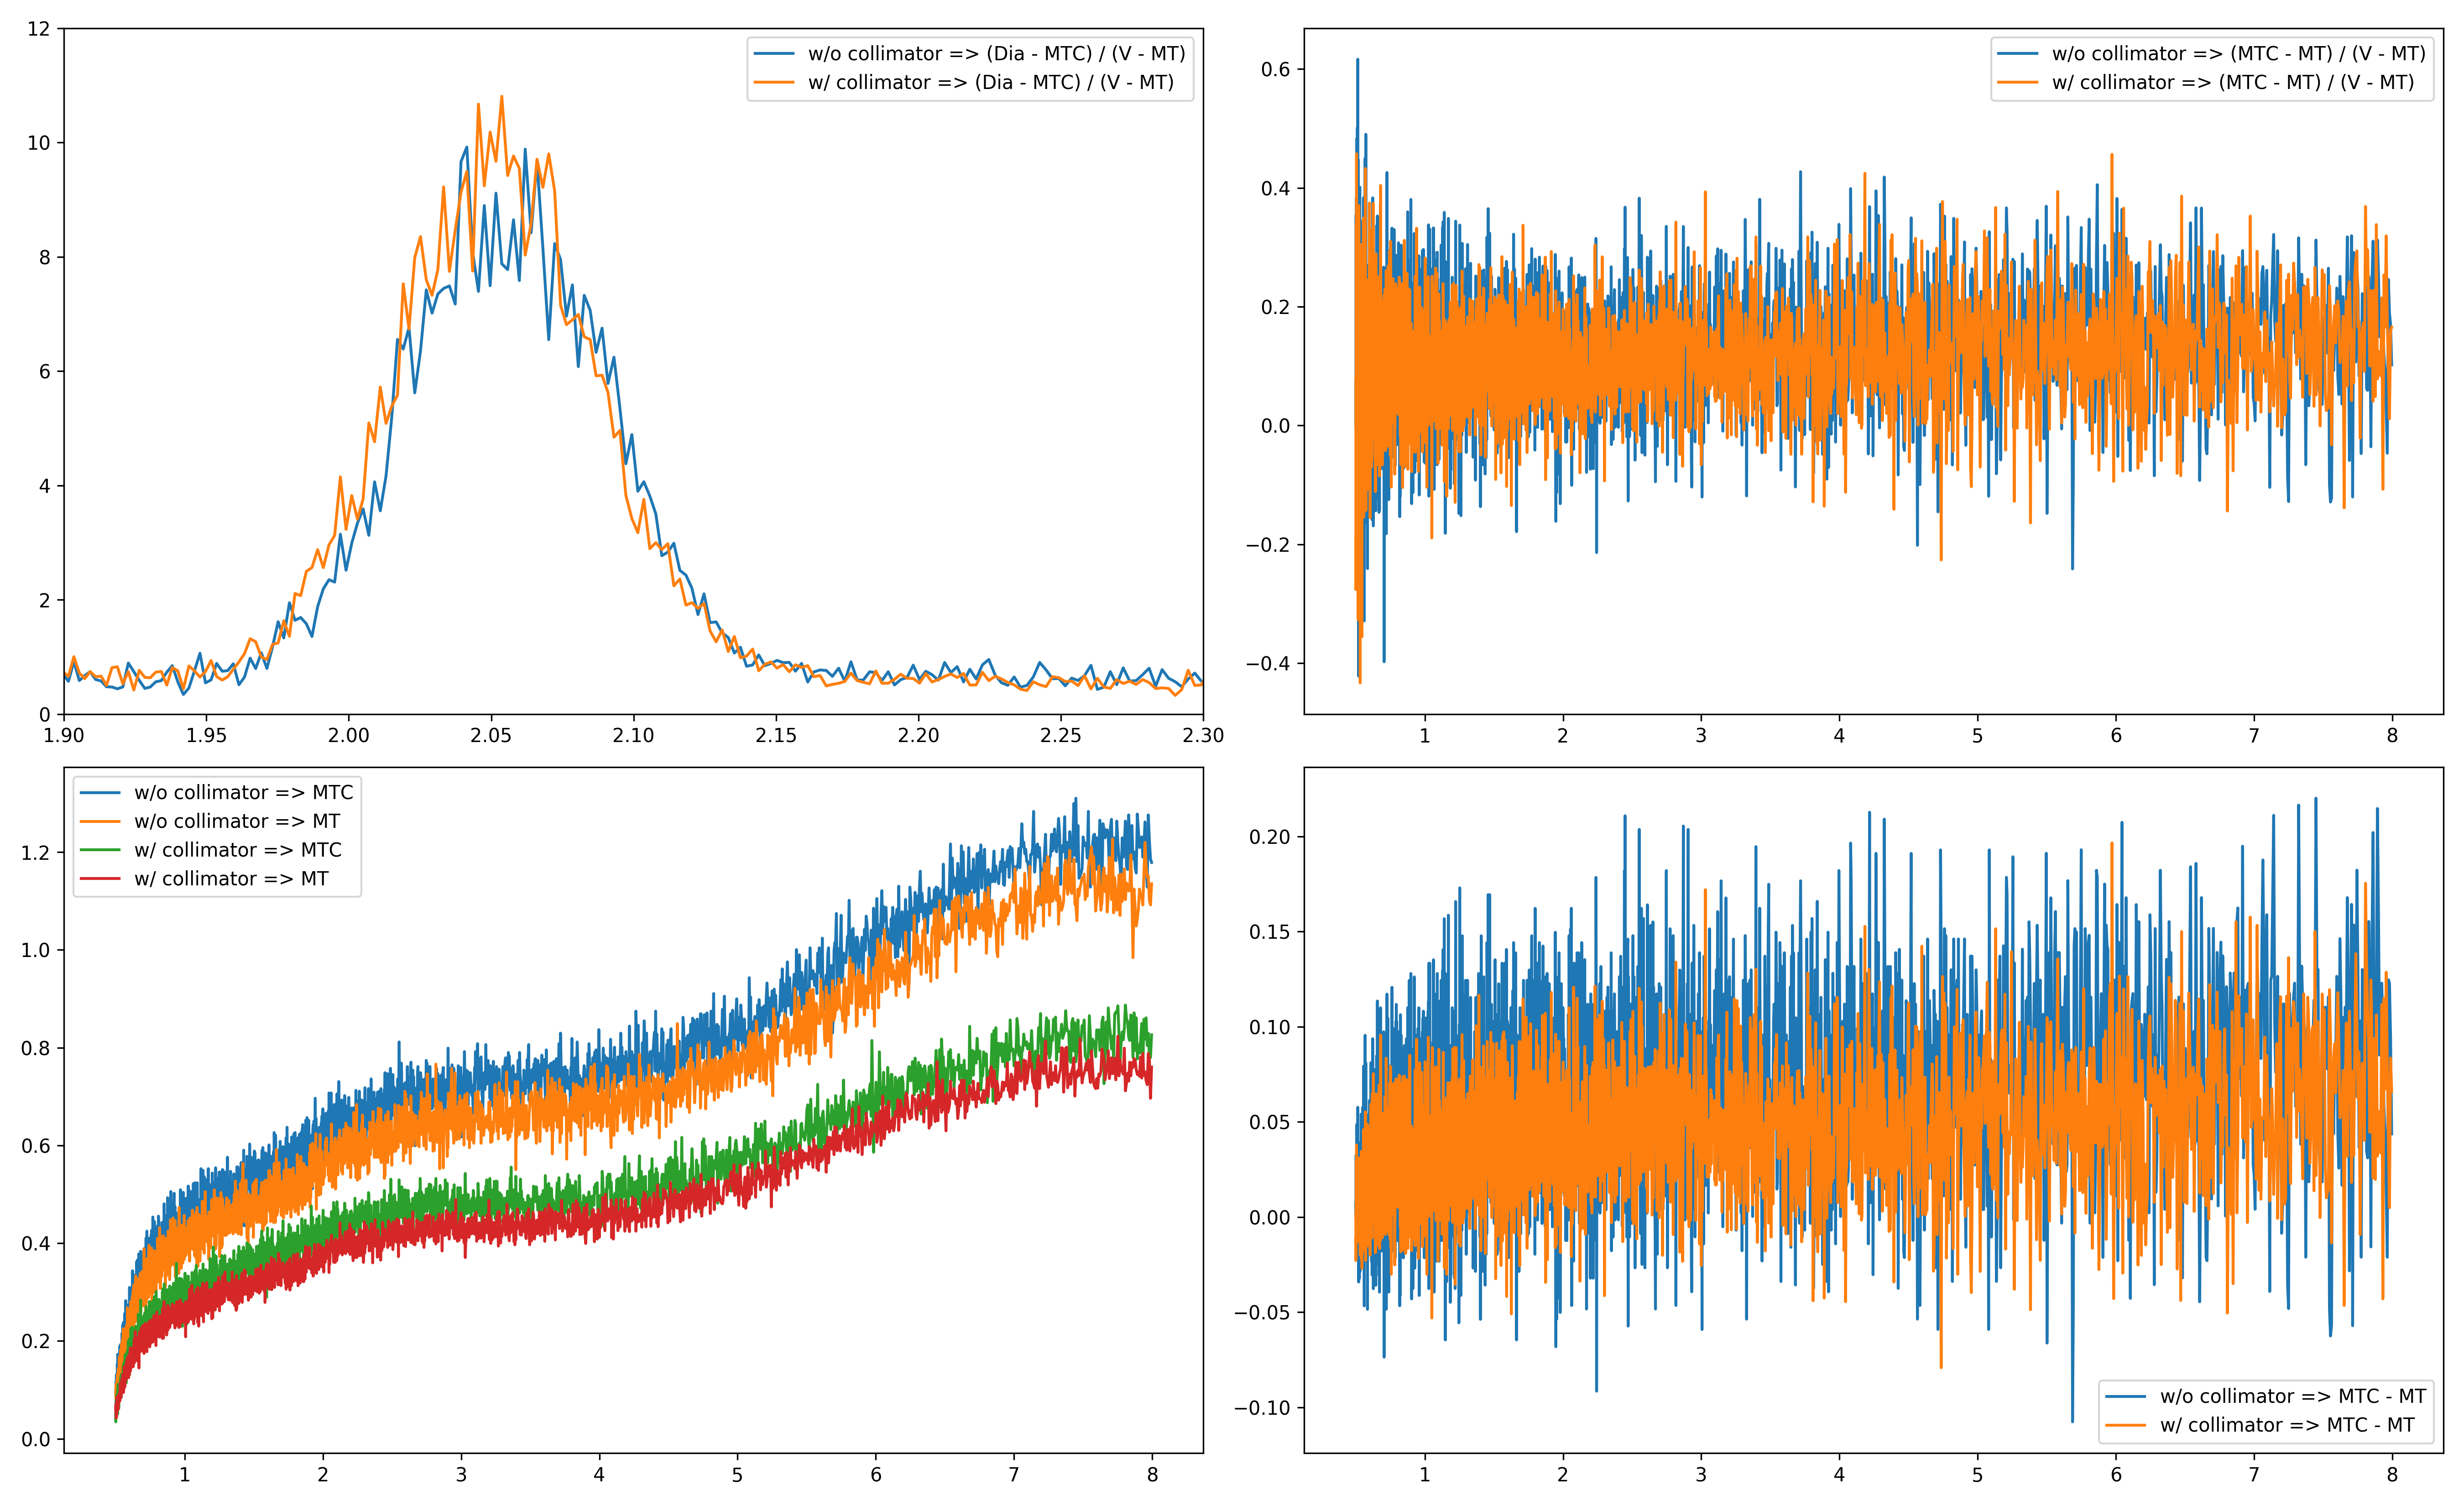 12
10
8
6
4
2
0
w/o collimator => (Dia - MTC) / (V - MT)
w/ collimator => (Dia - MTC) / (V - MT)
1.90 1.95 2.00 2.05 2.10 2.15 2.20 2.25 2.30
0.6
0.4
0.2
0.0
−0.2
−0.4
w/o collimator => (MTC - MT) / (V - MT)
w/ collimator => (MTC - MT) / (V - MT)
1 2 3 4 5 6 7 8
1.2
1.0
0.8
0.6
0.4
0.2
0.0
w/o collimator => MTC
w/o collimator => MT
w/ collimator => MTC
w/ collimator => MT
1 2 3 4 5 6 7 8
0.20
0.15
0.10
0.05
0.00
−0.05
−0.10
w/o collimator => MTC - MT
w/ collimator => MTC - MT
1 2 3 4 5 6 7 8